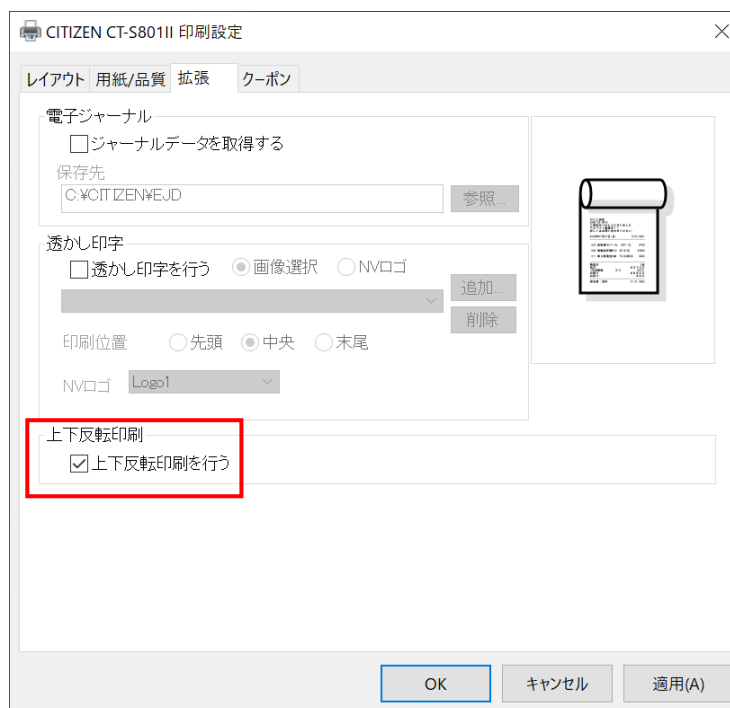 CITIZEN CT-S801II 印刷設定
レイアウト 用紙/品質 拡張 クーポン
電子ジャーナル
ジャーナルデータを取得する
保存先
C:¥CITIZEN¥EJD 参照...
透かし印字
透かし印字を行う 画像選択 NVロゴ
追加...
削除
印刷位置 先頭 中央 末尾
NVロゴ Logo1
上下反転印刷
上下反転印刷を行う
OK キャンセル 適用(A)